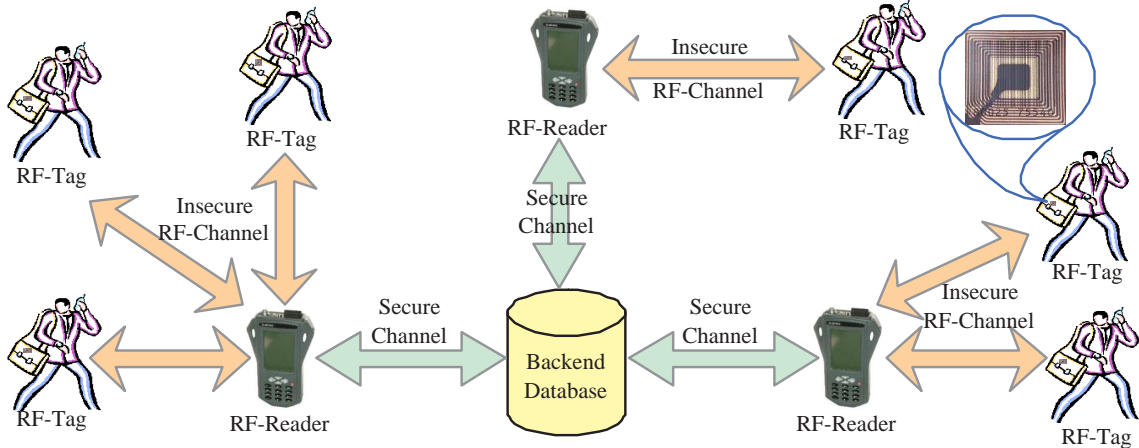 Insecure
RF-Channel
RF-Reader
RF-Tag
RF-Tag
RF-Tag
Insecure
RF-Channel
Secure
Channel
RF-Tag
Insecure
RF-Channel
Secure
Channel
Secure
Channel
Backend
Database
RF-Tag
RF-Reader
RF-Reader
RF-Tag